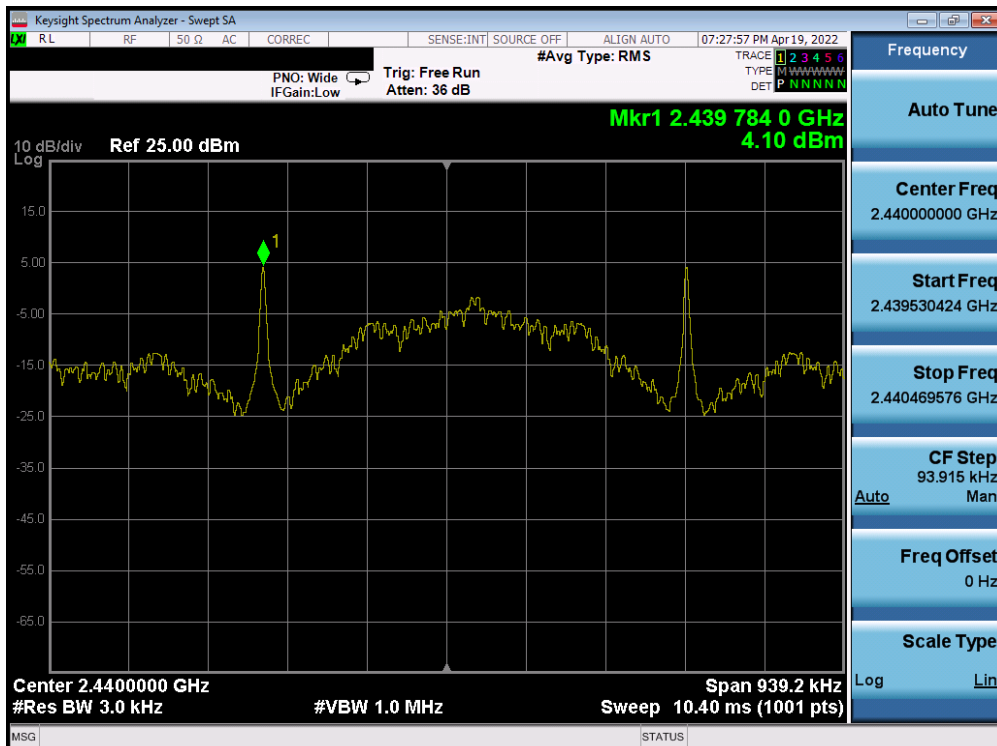 Keysight Spectrum Analyzer - Swept SA
LXI RL RF 50 Ω AC CORREC SENSE:INT SOURCE OFF ALIGN AUTO 07:27:57 PM Apr 19, 2022
PNO: Wide
IFGain:Low
Trig: Free Run
Atten: 36 dB
#Avg Type: RMS
TRACE 1 2 3 4 5 6
TYPE M W W W W W
DET P N N N N N
Mkr1 2.439 784 0 GHz
4.10 dBm
10 dB/div Ref 25.00 dBm
Log
15.0
5.00
-5.00
-15.0
-25.0
-35.0
-45.0
-55.0
-65.0
1
Center 2.4400000 GHz Span 939.2 kHz
#Res BW 3.0 kHz #VBW 1.0 MHz Sweep 10.40 ms (1001 pts)
MSG STATUS
Frequency
Auto Tune
Center Freq
2.440000000 GHz
Start Freq
2.439530424 GHz
Stop Freq
2.440469576 GHz
CF Step
93.915 kHz
Auto Man
Freq Offset
0 Hz
Scale Type
Log Lin